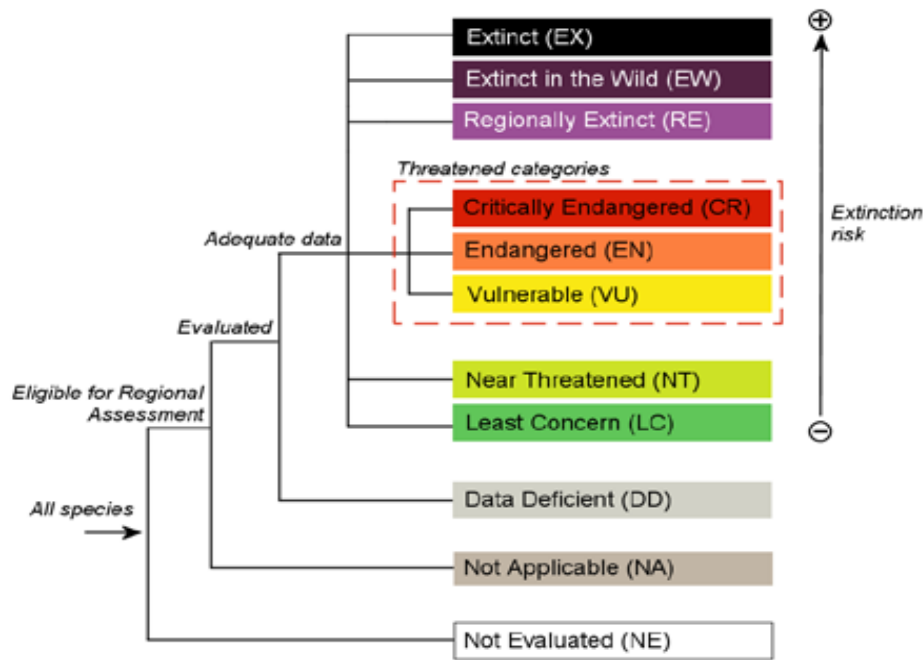 Extinct (EX)
Extinct in the Wild (EW)
Regionally Extinct (RE)
Threatened categories
Critically Endangered (CR)
Adequate data
Endangered (EN)
Extinction
risk
Vulnerable (VU)
Evaluated
Near Threatened (NT)
Eligible for Regional
Assessment
Least Concern (LC)
Data Deficient (DD)
All species
Not Applicable (NA)
Not Evaluated (NE)